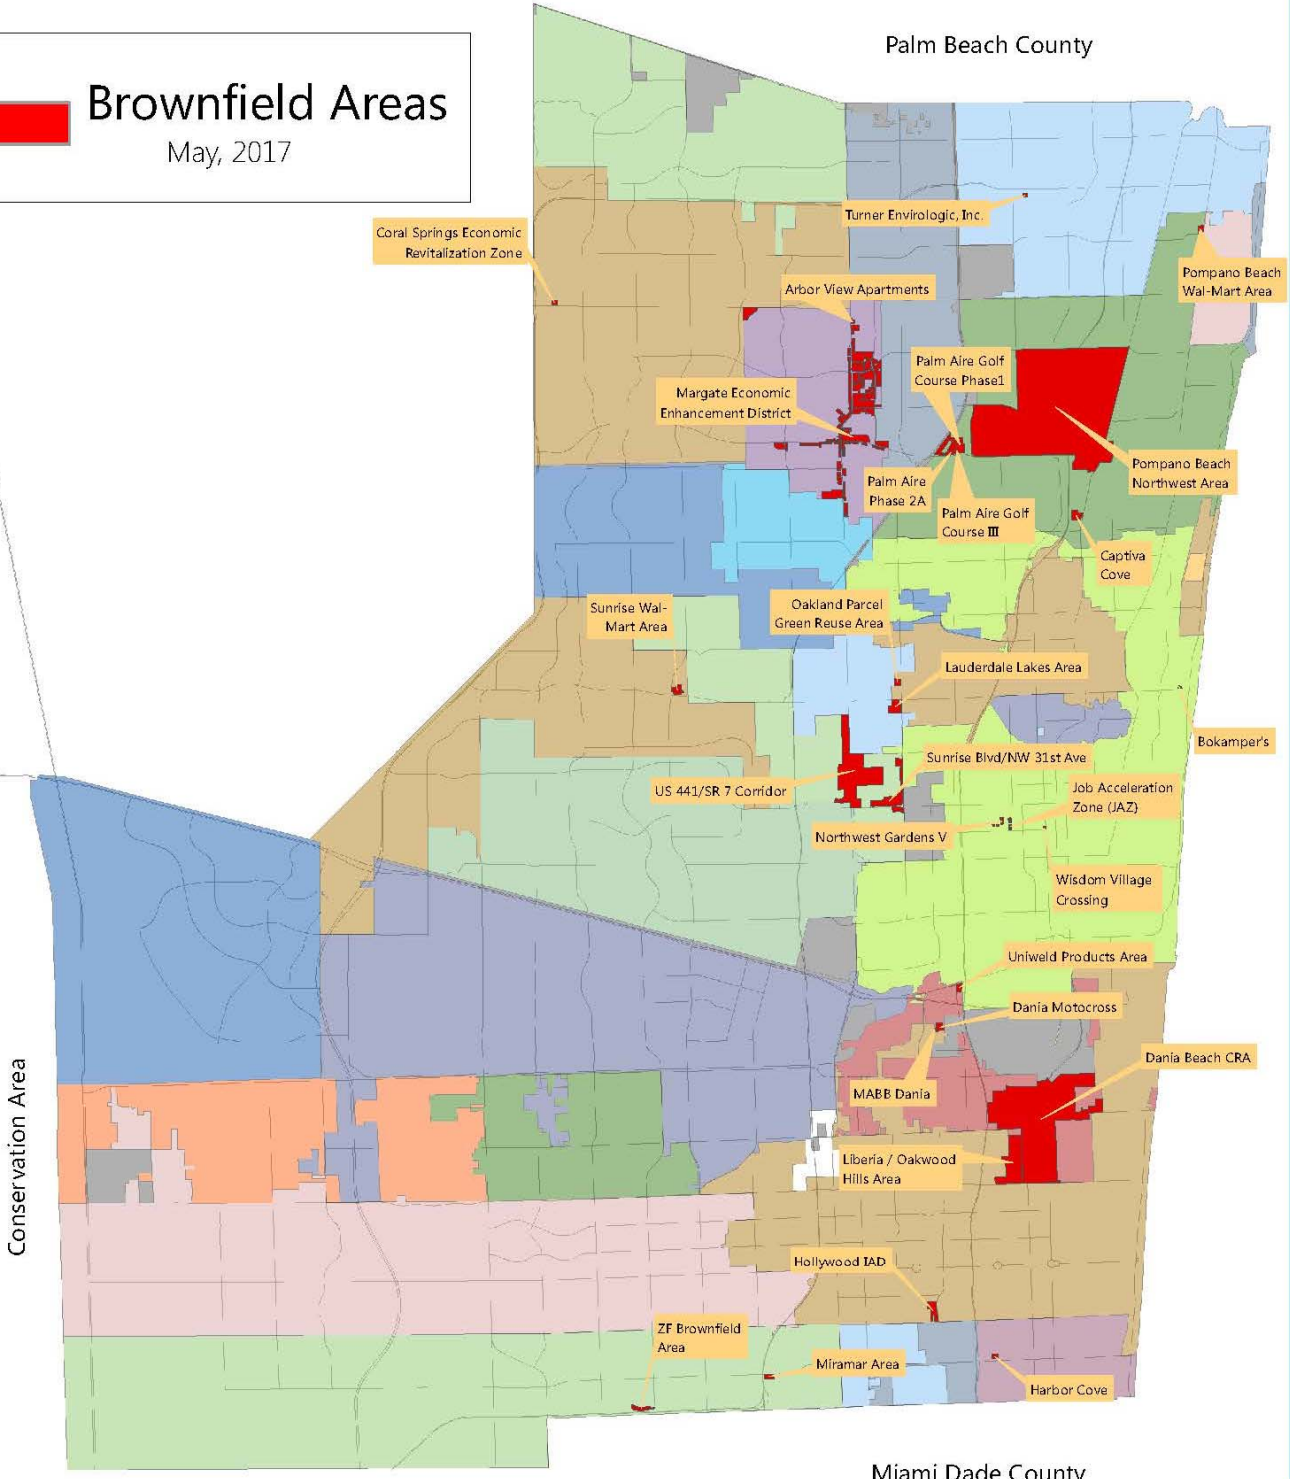 Palm Beach County
Brownfield Areas
May, 2017
Turner Envirologic, Inc.
Coral Springs Economic
Revitalization Zone
Pompano Beach
Wal-Mart Area
Arbor View Apartments
Palm Aire Golf
Course Phase1
Margate Economic
Enhancement District
Pompano Beach
Northwest Area
Palm Aire
Phase 2A
Palm Aire Golf
Course III
Captiva
Cove
Sunrise Wal-
Mart Area
Oakland Parcel
Green Reuse Area
Lauderdale Lakes Area
Bokamper's
Sunrise Blvd/NW 31st Ave
US 441/SR 7 Corridor
Job Acceleration
Zone (JAZ)
Northwest Gardens V
Wisdom Village
Crossing
Uniweld Products Area
Dania Motocross
Dania Beach CRA
MABB Dania
Conservation Area
Liberia / Oakwood
Hills Area
Hollywood IAD
ZF Brownfield
Area
Miramar Area
Harbor Cove
Miami Dade County